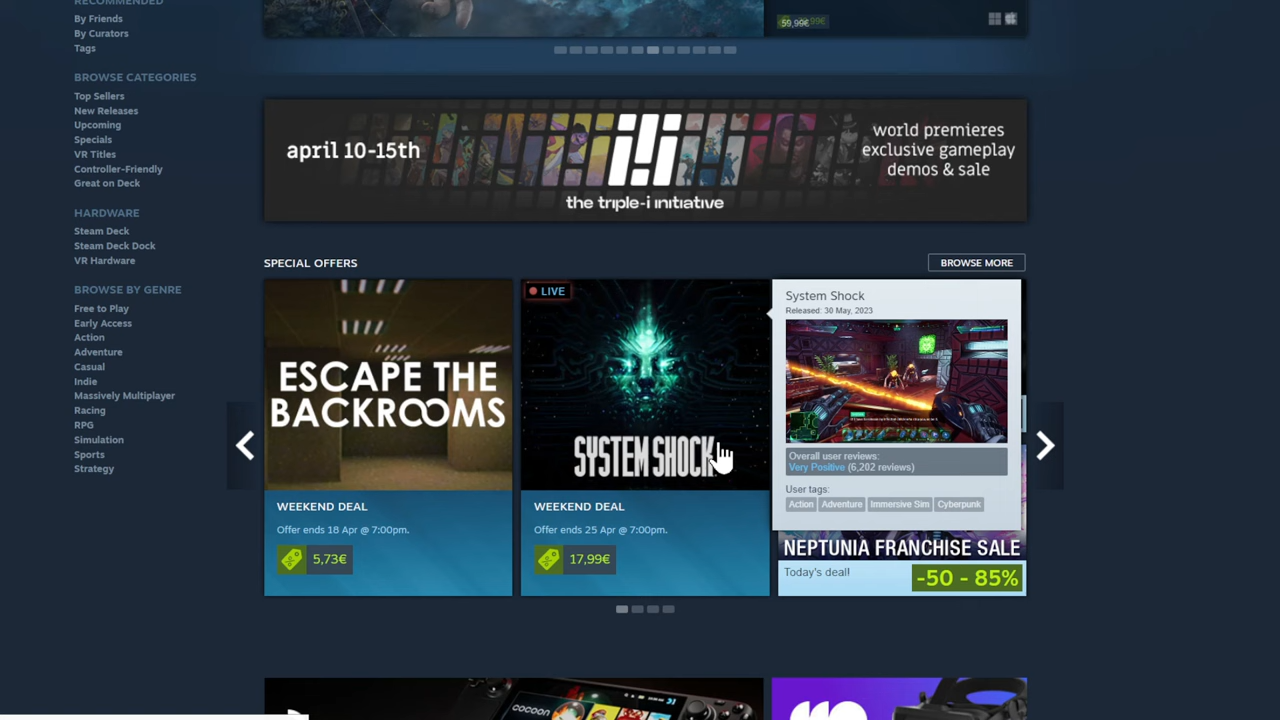 RECOMMENDED
By Friends
By Curators
Tags
BROWSE CATEGORIES
Top Sellers
New Releases
Upcoming
Specials
VR Titles
Controller-Friendly
Great on Deck
HARDWARE
Steam Deck
Steam Deck Dock
VR Hardware
BROWSE BY GENRE
Free to Play
Early Access
Action
Adventure
Casual
Indie
Massively Multiplayer
Racing
RPG
Simulation
Sports
Strategy
59,99€
april 10-15th
the triple-i initiative
world premieres
exclusive gameplay
demos & sale
SPECIAL OFFERS
BROWSE MORE
ESCAPE THE
BACKROOMS
WEEKEND DEAL
Offer ends 18 Apr @ 7:00pm.
5,73€
LIVE
SYSTEM SHOCK
WEEKEND DEAL
Offer ends 25 Apr @ 7:00pm.
17,99€
System Shock
Released: 30 May, 2023
Overall user reviews:
Very Positive (6,202 reviews)
User tags:
Action Adventure Immersive Sim Cyberpunk
NEPTUNIA FRANCHISE SALE
Today's deal!
-50 - 85%
COCOON